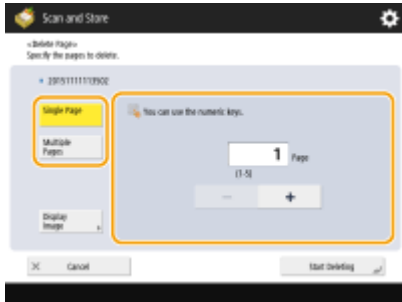 Scan and Store
<Delete Page>
Specify the pages to delete.
20151111113502
Single Page
You can use the numeric keys.
Multiple
Pages
1 Page
(1-5)
− +
Display
Image
× Cancel
Start Deleting